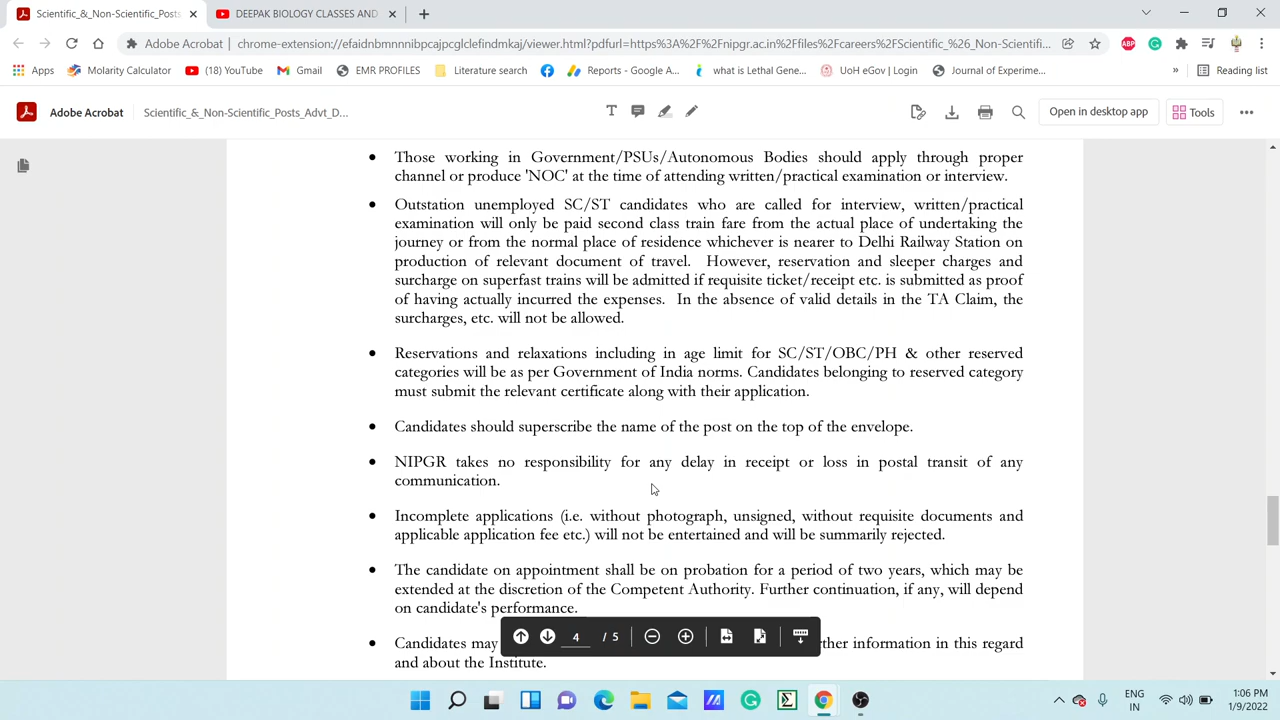 Scientific_&_Non-Scientific_Posts
DEEPAK BIOLOGY CLASSES AND
Adobe Acrobat | chrome-extension://efaidnbmnnnibpcajpcglclefindmkaj/viewer.html?pdfurl=https%3A%2F%2Fnipgr.ac.in%2Ffiles%2Fcareers%2FScientific_%26_Non-Scientifi...
Apps Molarity Calculator (18) YouTube Gmail EMR PROFILES Literature search Reports - Google A... what is Lethal Gene... UoH eGov | Login Journal of Experime... » Reading list
Adobe Acrobat Scientific_&_Non-Scientific_Posts_Advt_D... Open in desktop app Tools
• Those working in Government/PSUs/Autonomous Bodies should apply through proper
channel or produce 'NOC' at the time of attending written/practical examination or interview.
• Outstation unemployed SC/ST candidates who are called for interview, written/practical
examination will only be paid second class train fare from the actual place of undertaking the
journey or from the normal place of residence whichever is nearer to Delhi Railway Station on
production of relevant document of travel. However, reservation and sleeper charges and
surcharge on superfast trains will be admitted if requisite ticket/receipt etc. is submitted as proof
of having actually incurred the expenses. In the absence of valid details in the TA Claim, the
surcharges, etc. will not be allowed.
• Reservations and relaxations including in age limit for SC/ST/OBC/PH & other reserved
categories will be as per Government of India norms. Candidates belonging to reserved category
must submit the relevant certificate along with their application.
• Candidates should superscribe the name of the post on the top of the envelope.
• NIPGR takes no responsibility for any delay in receipt or loss in postal transit of any
communication.
• Incomplete applications (i.e. without photograph, unsigned, without requisite documents and
applicable application fee etc.) will not be entertained and will be summarily rejected.
• The candidate on appointment shall be on probation for a period of two years, which may be
extended at the discretion of the Competent Authority. Further continuation, if any, will depend
on candidate's performance.
4 / 5
• Candidates may rther information in this regard
and about the Institute.
ENG 1:06 PM
IN 1/9/2022